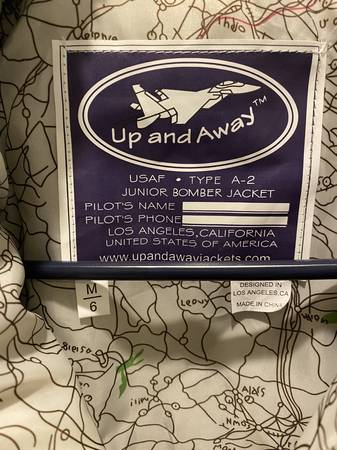 Up and Away™
USAF • TYPE A-2
JUNIOR BOMBER JACKET
PILOT'S NAME
PILOT'S PHONE
LOS ANGELES, CALIFORNIA
UNITED STATES OF AMERICA
www.upandawayjackets.com
M
6
DESIGNED IN
LOS ANGELES, CA
MADE IN CHINA